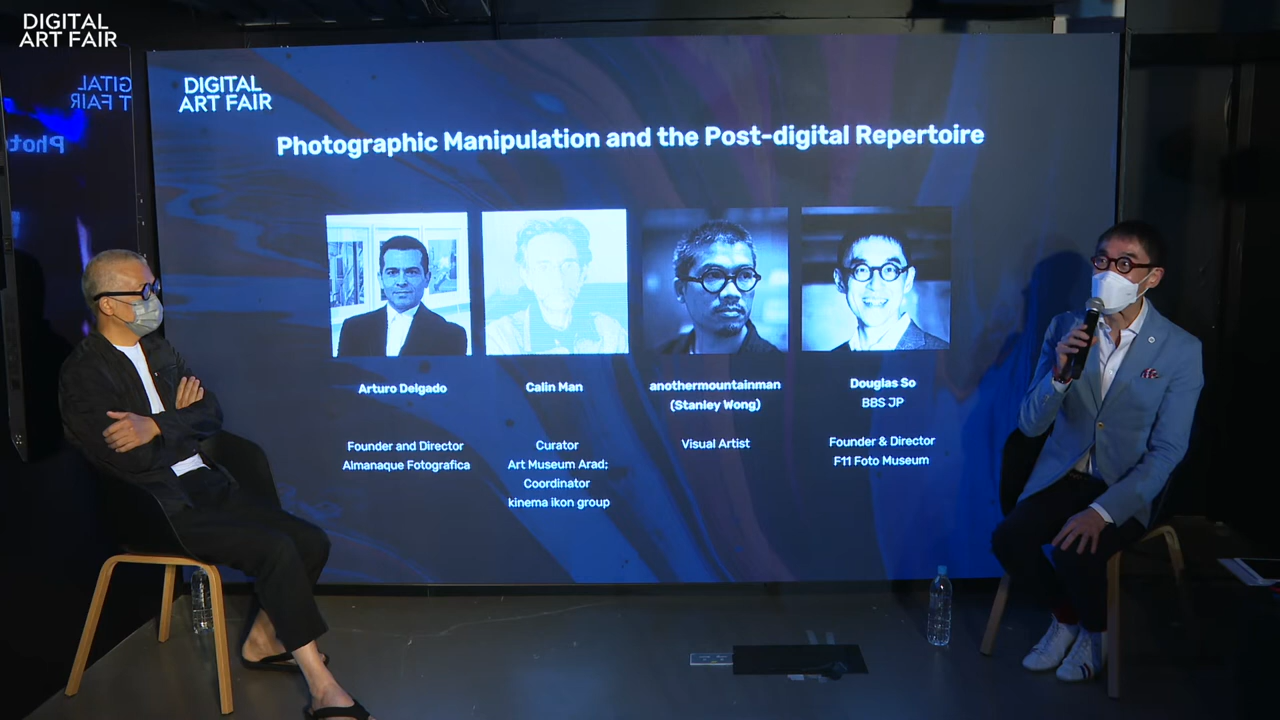 DIGITAL
ART FAIR
DIGITAL
ART FAIR
Photographic Manipulation and the Post-digital Repertoire
Arturo Delgado
Founder and Director
Almanaque Fotografica
Calin Man
Curator
Art Museum Arad;
Coordinator
kinema ikon group
anothermountainman
(Stanley Wong)
Visual Artist
Douglas So
BBS JP
Founder & Director
F11 Foto Museum